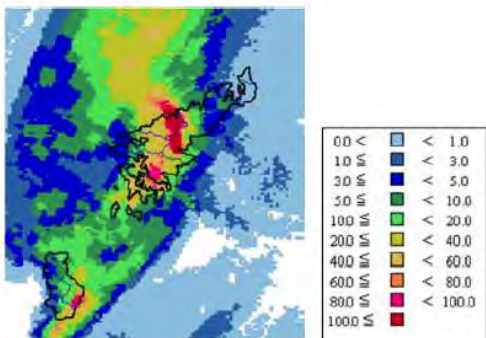 0.0 < < 1.0
1.0 ≦ < 3.0
3.0 ≦ < 5.0
5.0 ≦ < 10.0
10.0 ≦ < 20.0
20.0 ≦ < 40.0
40.0 ≦ < 60.0
60.0 ≦ < 80.0
80.0 ≦ < 100.0
100.0 ≦